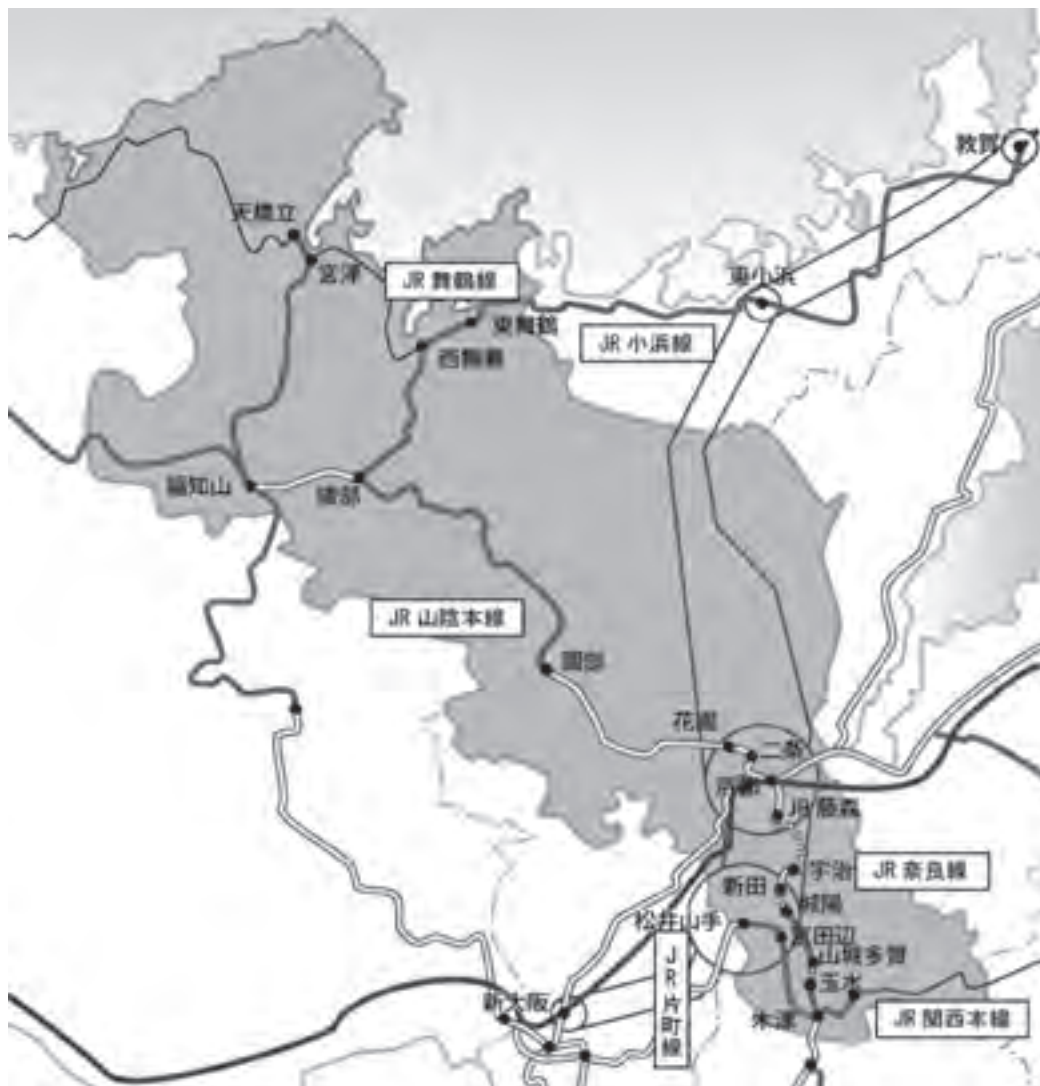 敦賀
天橋立
宮津
東小浜
JR 舞鶴線
東舞鶴
JR 小浜線
西舞鶴
福知山
綾部
JR 山陰本線
園部
花園
二条
京都
JR 藤森
宇治
JR 奈良線
新田
城陽
松井山手
京田辺
山城多賀
JR 片町線
玉水
新大阪
木津
JR 関西本線